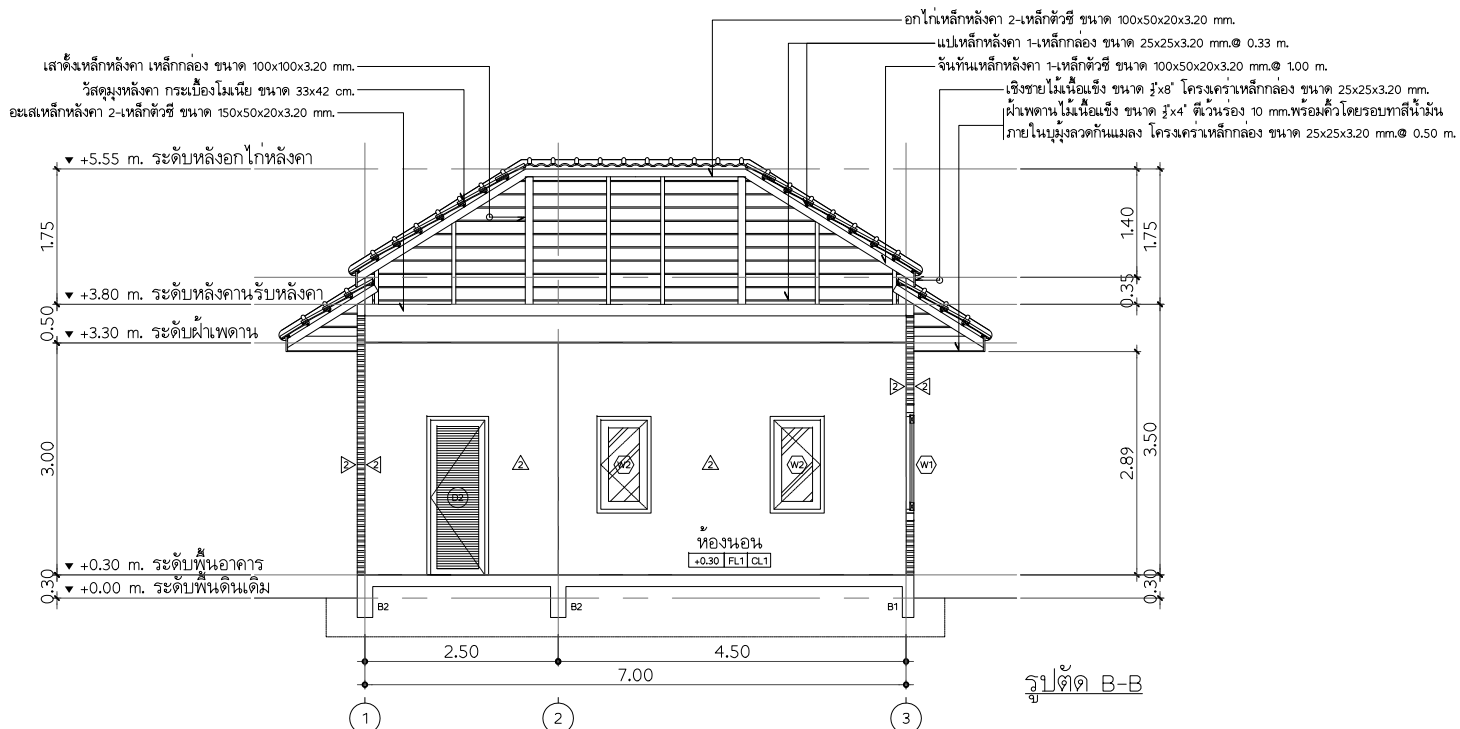 อกไก่เหล็กหลังคา 2-เหล็กตัวซี ขนาด 100x50x20x3.20 mm.
แปเหล็กหลังคา 1-เหล็กกล่อง ขนาด 25x25x3.20 mm.@ 0.33 m.
เสาดั้งเหล็กหลังคา เหล็กกล่อง ขนาด 100x100x3.20 mm.
จันทันเหล็กหลังคา 1-เหล็กตัวซี ขนาด 100x50x20x3.20 mm.@ 1.00 m.
วัสดุมุงหลังคา กระเบื้องโมเนีย ขนาด 33x42 cm.
เชิงชายไม้เนื้อแข็ง ขนาด x8" โครงเคร่าเหล็กกล่อง ขนาด 25x25x3.20 mm.
อะเสเหล็กหลังคา 2-เหล็กตัวซี ขนาด 150x50x20x3.20 mm.
ฝ้าเพดานไม้เนื้อแข็ง ขนาด x4" ตีเว้นร่อง 10 mm.พร้อมคิ้วโดยรอบทาสีน้ำมัน
ภายในบุมุ้งลวดกันแมลง โครงเคร่าเหล็กกล่อง ขนาด 25x25x3.20 mm.@ 0.50 m.
+5.55 m. ระดับหลังอกไก่หลังคา
1.75
1.40
1.75
+3.80 m. ระดับหลังคานรับหลังคา
0.35
0.50
+3.30 m. ระดับฝ้าเพดาน
2 2
3.00
2 2
2
W2
2
W2
W1
2.89
3.50
D2
ห้องนอน
+0.30 FL1 CL1
+0.30 m. ระดับพื้นอาคาร
0.30
+0.00 m. ระดับพื้นดินเดิม
0.30
B2
B2
B1
2.50
4.50
7.00
รูปตัด B-B
1
2
3